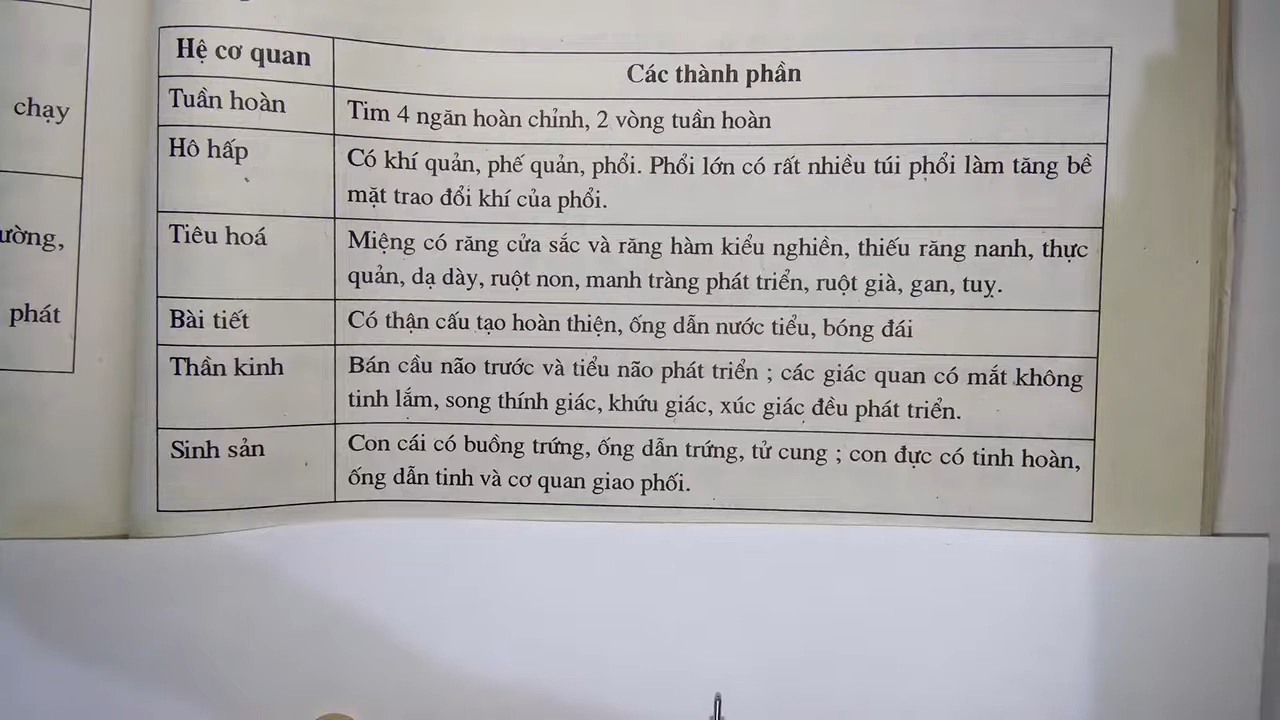 chạy
ường,
phát
Hệ cơ quan
Các thành phần
Tuần hoàn
Tim 4 ngăn hoàn chỉnh, 2 vòng tuần hoàn
Hô hấp
Có khí quản, phế quản, phổi. Phổi lớn có rất nhiều túi phổi làm tăng bề
mặt trao đổi khí của phổi.
Tiêu hoá
Miệng có răng cửa sắc và răng hàm kiểu nghiền, thiếu răng nanh, thực
quản, dạ dày, ruột non, manh tràng phát triển, ruột già, gan, tuỵ.
Bài tiết
Có thận cấu tạo hoàn thiện, ống dẫn nước tiểu, bóng đái
Thần kinh
Bán cầu não trước và tiểu não phát triển ; các giác quan có mắt không
tinh lắm, song thính giác, khứu giác, xúc giác đều phát triển.
Sinh sản
Con cái có buồng trứng, ống dẫn trứng, tử cung ; con đực có tinh hoàn,
ống dẫn tinh và cơ quan giao phối.